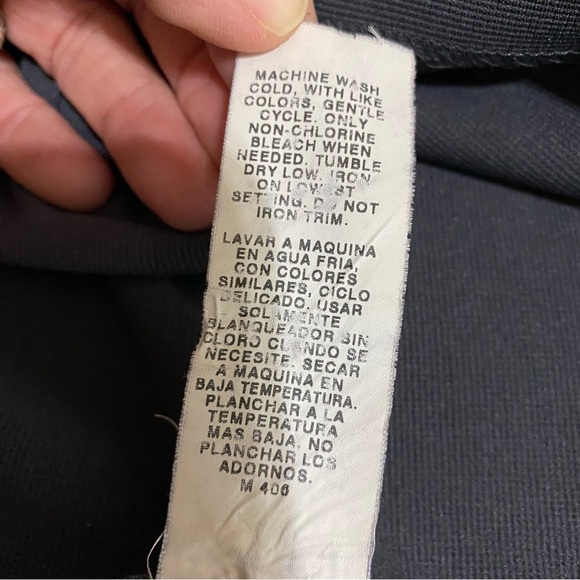 MACHINE WASH
COLD, WITH LIKE
COLORS, GENTLE
CYCLE. ONLY
NON-CHLORINE
BLEACH WHEN
NEEDED. TUMBLE
DRY LOW. IRON
ON LOWEST
SETTING. DO NOT
IRON TRIM.
LAVAR A MAQUINA
EN AGUA FRIA,
CON COLORES
SIMILARES, CICLO
DELICADO. USAR
SOLAMENTE
BLANQUEADOR SIN
CLORO CUANDO SE
NECESITE. SECAR
A MAQUINA EN
BAJA TEMPERATURA.
PLANCHAR A LA
TEMPERATURA
MAS BAJA. NO
PLANCHAR LOS
ADORNOS.
M 406